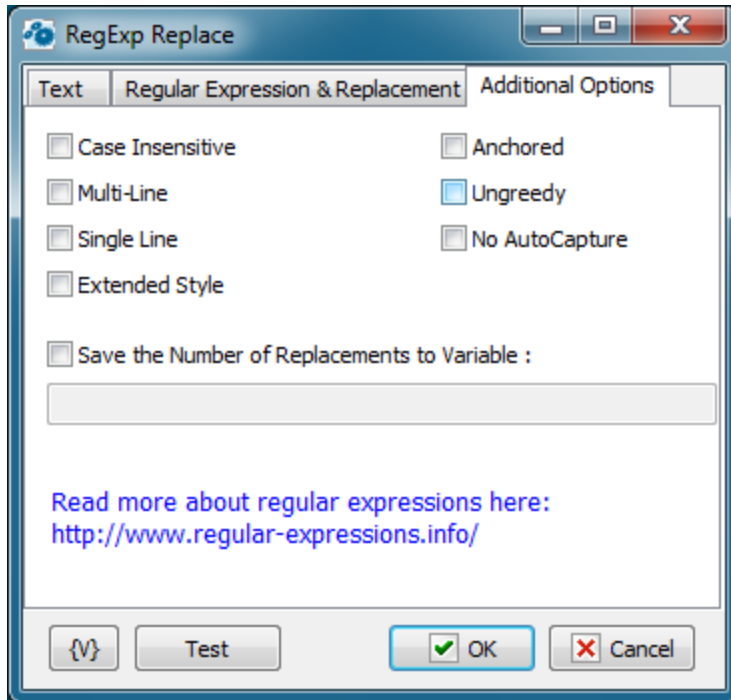 RegExp Replace
Text Regular Expression & Replacement Additional Options
Case Insensitive Anchored
Multi-Line Ungreedy
Single Line No AutoCapture
Extended Style
Save the Number of Replacements to Variable :
Read more about regular expressions here:
http://www.regular-expressions.info/
{V} Test OK Cancel